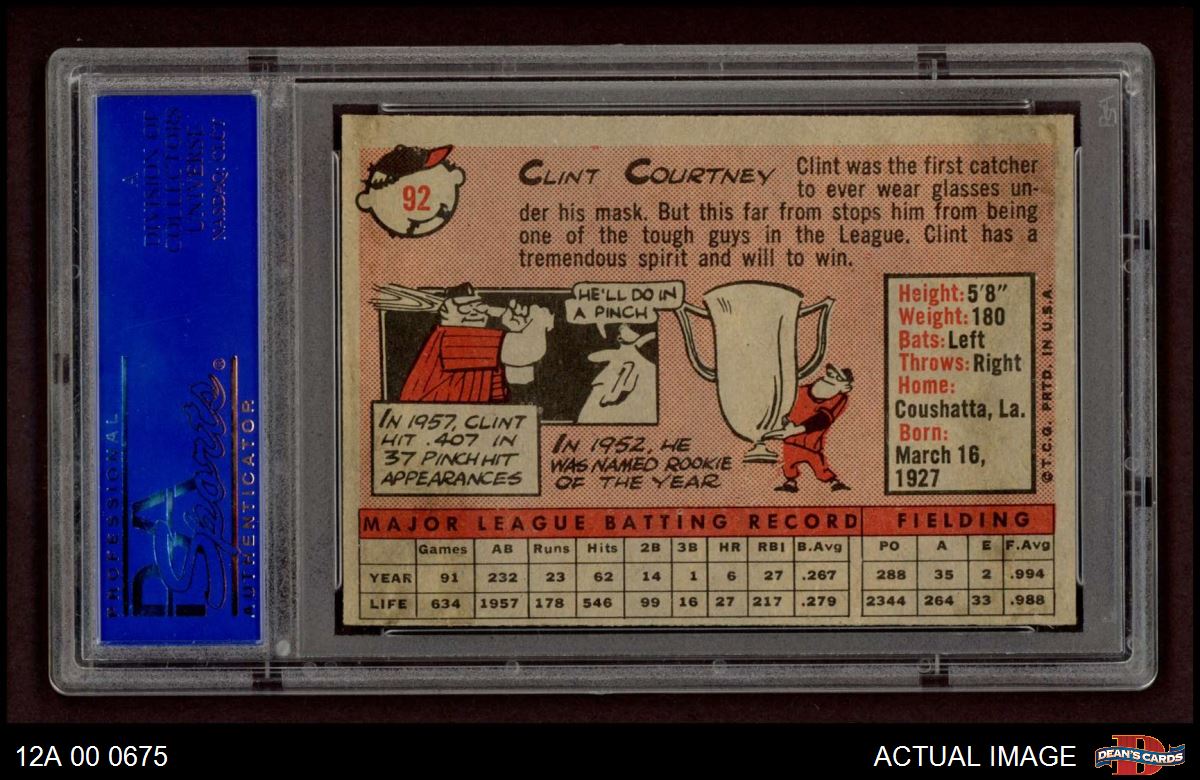 A
DIVISION OF
COLLECTORS
UNIVERSE
NASDAQ: CLCT
PROFESSIONAL
PSA
Sports®
AUTHENTICATOR
92
CLINT COURTNEY
Clint was the first catcher
to ever wear glasses un-
der his mask. But this far from stops him from being
one of the tough guys in the League. Clint has a
tremendous spirit and will to win.
HE'LL DO IN
A PINCH
IN 1957, CLINT
HIT .407 IN
37 PINCH HIT
APPEARANCES
IN 1952, HE
WAS NAMED ROOKIE
OF THE YEAR
Height: 5'8"
Weight: 180
Bats: Left
Throws: Right
Home:
Coushatta, La.
Born:
March 16,
1927
© T.C.G. PRTD. IN U.S.A.
MAJOR LEAGUE BATTING RECORD FIELDING
Games AB Runs Hits 2B 3B HR RBI B.Avg PO A E F.Avg
YEAR 91 232 23 62 14 1 6 27 .267 288 35 2 .994
LIFE 634 1957 178 546 99 16 27 217 .279 2344 264 33 .988
12A 00 0675
ACTUAL IMAGE
DEAN'S CARDS